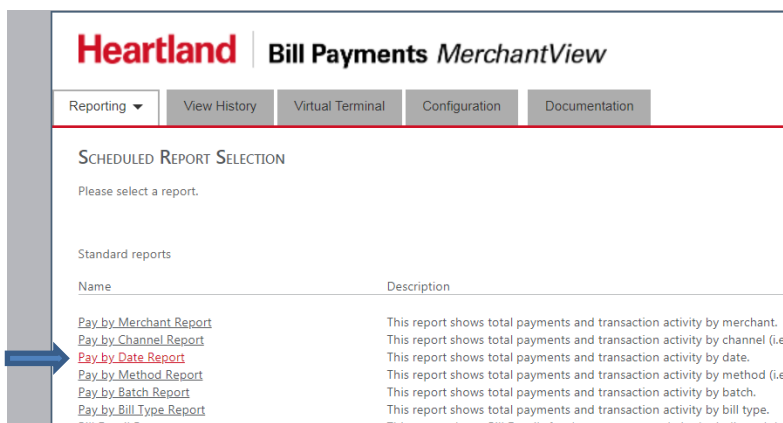 Heartland Bill Payments MerchantView
Reporting View History Virtual Terminal Configuration Documentation
SCHEDULED REPORT SELECTION
Please select a report.
Standard reports
Name Description
Pay by Merchant Report This report shows total payments and transaction activity by merchant.
Pay by Channel Report This report shows total payments and transaction activity by channel (i.e
Pay by Date Report This report shows total payments and transaction activity by date.
Pay by Method Report This report shows total payments and transaction activity by method (i.e
Pay by Batch Report This report shows total payments and transaction activity by batch.
Pay by Bill Type Report This report shows total payments and transaction activity by bill type.